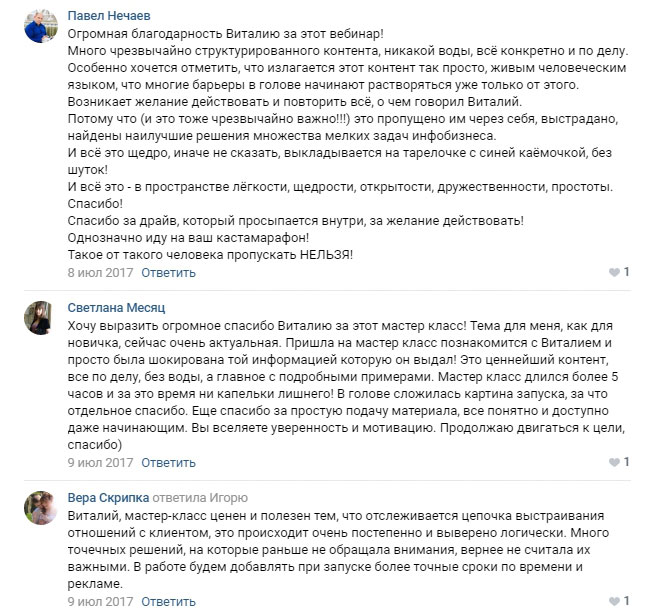 Павел Нечаев
Огромная благодарность Виталию за этот вебинар!
Много чрезвычайно структурированного контента, никакой воды, всё конкретно и по делу.
Особенно хочется отметить, что излагается этот контент так просто, живым человеческим
языком, что многие барьеры в голове начинают растворяться уже только от этого.
Возникает желание действовать и повторить всё, о чем говорил Виталий.
Потому что (и это тоже чрезвычайно важно!!!) это пропущено им через себя, выстрадано,
найдены наилучшие решения множества мелких задач инфобизнеса.
И всё это щедро, иначе не сказать, выкладывается на тарелочке с синей каёмочкой, без
шуток!
И всё это - в пространстве лёгкости, щедрости, открытости, дружественности, простоты.
Спасибо!
Спасибо за драйв, который просыпается внутри, за желание действовать!
Однозначно иду на ваш кастамарафон!
Такое от такого человека пропускать НЕЛЬЗЯ!
8 июл 2017 Ответить 1
Светлана Месяц
Хочу выразить огромное спасибо Виталию за этот мастер класс! Тема для меня, как для
новичка, сейчас очень актуальная. Пришла на мастер класс познакомится с Виталием и
просто была шокирована той информацией которую он выдал! Это ценнейший контент,
все по делу, без воды, а главное с подробными примерами. Мастер класс длился более 5
часов и за это время ни капельки лишнего! В голове сложилась картина запуска, за что
отдельное спасибо. Еще спасибо за простую подачу материала, все понятно и доступно
даже начинающим. Вы вселяете уверенность и мотивацию. Продолжаю двигаться к цели,
спасибо)
9 июл 2017 Ответить 1
Вера Скрипка ответила Игорю
Виталий, мастер-класс ценен и полезен тем, что отслеживается цепочка выстраивания
отношений с клиентом, это происходит очень постепенно и выверено логически. Много
точечных решений, на которые раньше не обращала внимания, вернее не считала их
важными. В работе будем добавлять при запуске более точные сроки по времени и
рекламе.
9 июл 2017 Ответить 1